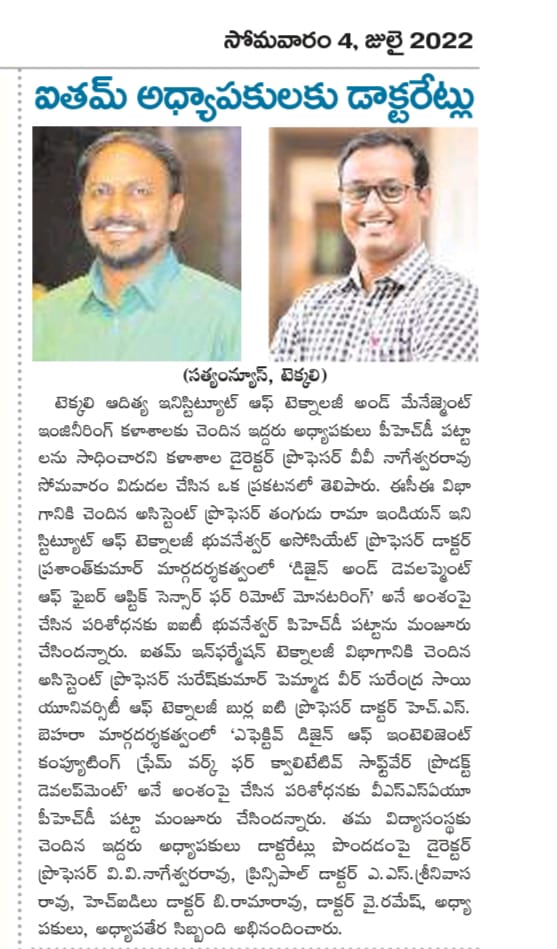 సోమవారం 4, జులై 2022
ఐతమ్ అధ్యాపకులకు డాక్టరేట్లు
(సత్యంన్యూస్, టెక్కలి)
టెక్కలి ఆదిత్య ఇనిస్టిట్యూట్ ఆఫ్ టెక్నాలజీ అండ్ మేనేజ్మెంట్
ఇంజినీరింగ్ కళాశాలకు చెందిన ఇద్దరు అధ్యాపకులు పీహెచ్‌డీ పట్టా
లను సాధించారని కళాశాల డైరెక్టర్ ప్రొఫెసర్ వీవీ నాగేశ్వరరావు
సోమవారం విడుదల చేసిన ఒక ప్రకటనలో తెలిపారు. ఈసీఈ విభా
గానికి చెందిన అసిస్టెంట్ ప్రొఫెసర్ తంగుడు రామా ఇండియన్ ఇని
స్టిట్యూట్ ఆఫ్ టెక్నాలజీ భువనేశ్వర్ అసోసియేట్ ప్రొఫెసర్ డాక్టర్
ప్రశాంత్‌కుమార్ మార్గదర్శకత్వంలో 'డిజైన్ అండ్ డెవలప్మెంట్
ఆఫ్ ఫైబర్ ఆప్టిక్ సెన్సార్ ఫర్ రిమోట్ మోనటరింగ్' అనే అంశంపై
చేసిన పరిశోధనకు ఐఐటీ భువనేశ్వర్ పిహెచ్‌డీ పట్టాను మంజూరు
చేసిందన్నారు. ఐతమ్ ఇన్‌ఫర్మేషన్ టెక్నాలజీ విభాగానికి చెందిన
అసిస్టెంట్ ప్రొఫెసర్ సురేష్‌కుమార్ పెమ్మాడ వీర్ సురేంద్ర సాయి
యూనివర్సిటీ ఆఫ్ టెక్నాలజీ బుర్ల ఐటి ప్రొఫెసర్ డాక్టర్ హెచ్.ఎస్.
బెహరా మార్గదర్శకత్వంలో 'ఎఫెక్టివ్ డిజైన్ ఆఫ్ ఇంటెలిజెంట్
కంప్యూటింగ్ ఫ్రేమ్ వర్క్ ఫర్ క్వాలిటేటివ్ సాఫ్ట్‌వేర్ ప్రొడక్ట్
డెవలప్‌మెంట్' అనే అంశంపై చేసిన పరిశోధనకు వీఎస్ఎస్ఏయూ
పీహెచ్‌డీ పట్టా మంజూరు చేసిందన్నారు. తమ విద్యాసంస్థకు
చెందిన ఇద్దరు అధ్యాపకులు డాక్టరేట్లు పొందడంపై డైరెక్టర్
ప్రొఫెసర్ వి.వి.నాగేశ్వరరావు, ప్రిన్సిపాల్ డాక్టర్ ఎ.ఎస్.శ్రీనివాస
రావు, హెచ్ఐడిలు డాక్టర్ బి.రామారావు, డాక్టర్ వై.రమేష్, అధ్యా
పకులు, అధ్యాపతేర సిబ్బంది అభినందించారు.